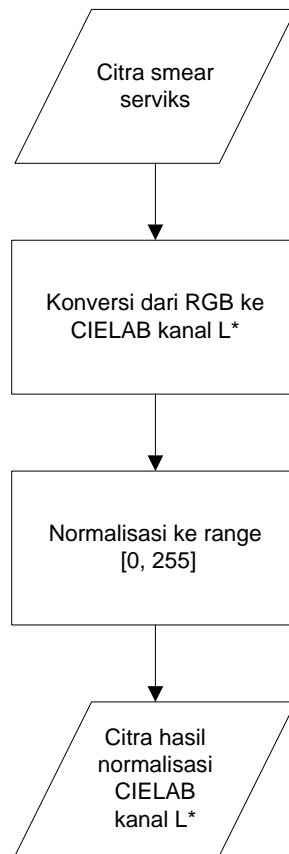 Citra smear
serviks
Konversi dari RGB ke
CIELAB kanal L*
Normalisasi ke range
[0, 255]
Citra hasil
normalisasi
CIELAB
kanal L*